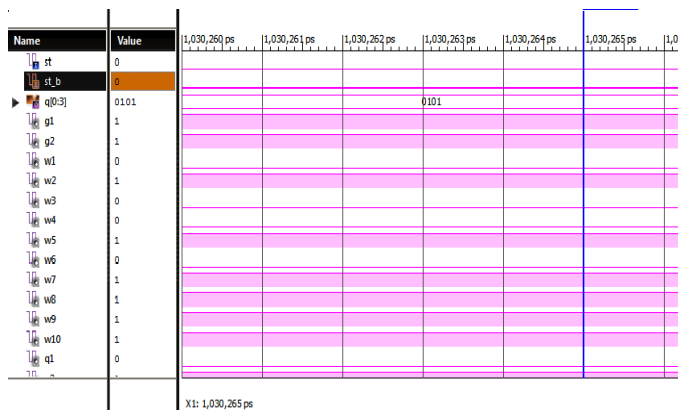 Name Value 1,030,260 ps 1,030,261 ps 1,030,262 ps 1,030,263 ps 1,030,264 ps 1,030,265 ps 1,0
st 0
st_b 0
q[0:3] 0101 0101
g1 1
g2 1
w1 0
w2 1
w3 0
w4 0
w5 1
w6 0
w7 1
w8 1
w9 1
w10 1
q1 0
X1: 1,030,265 ps